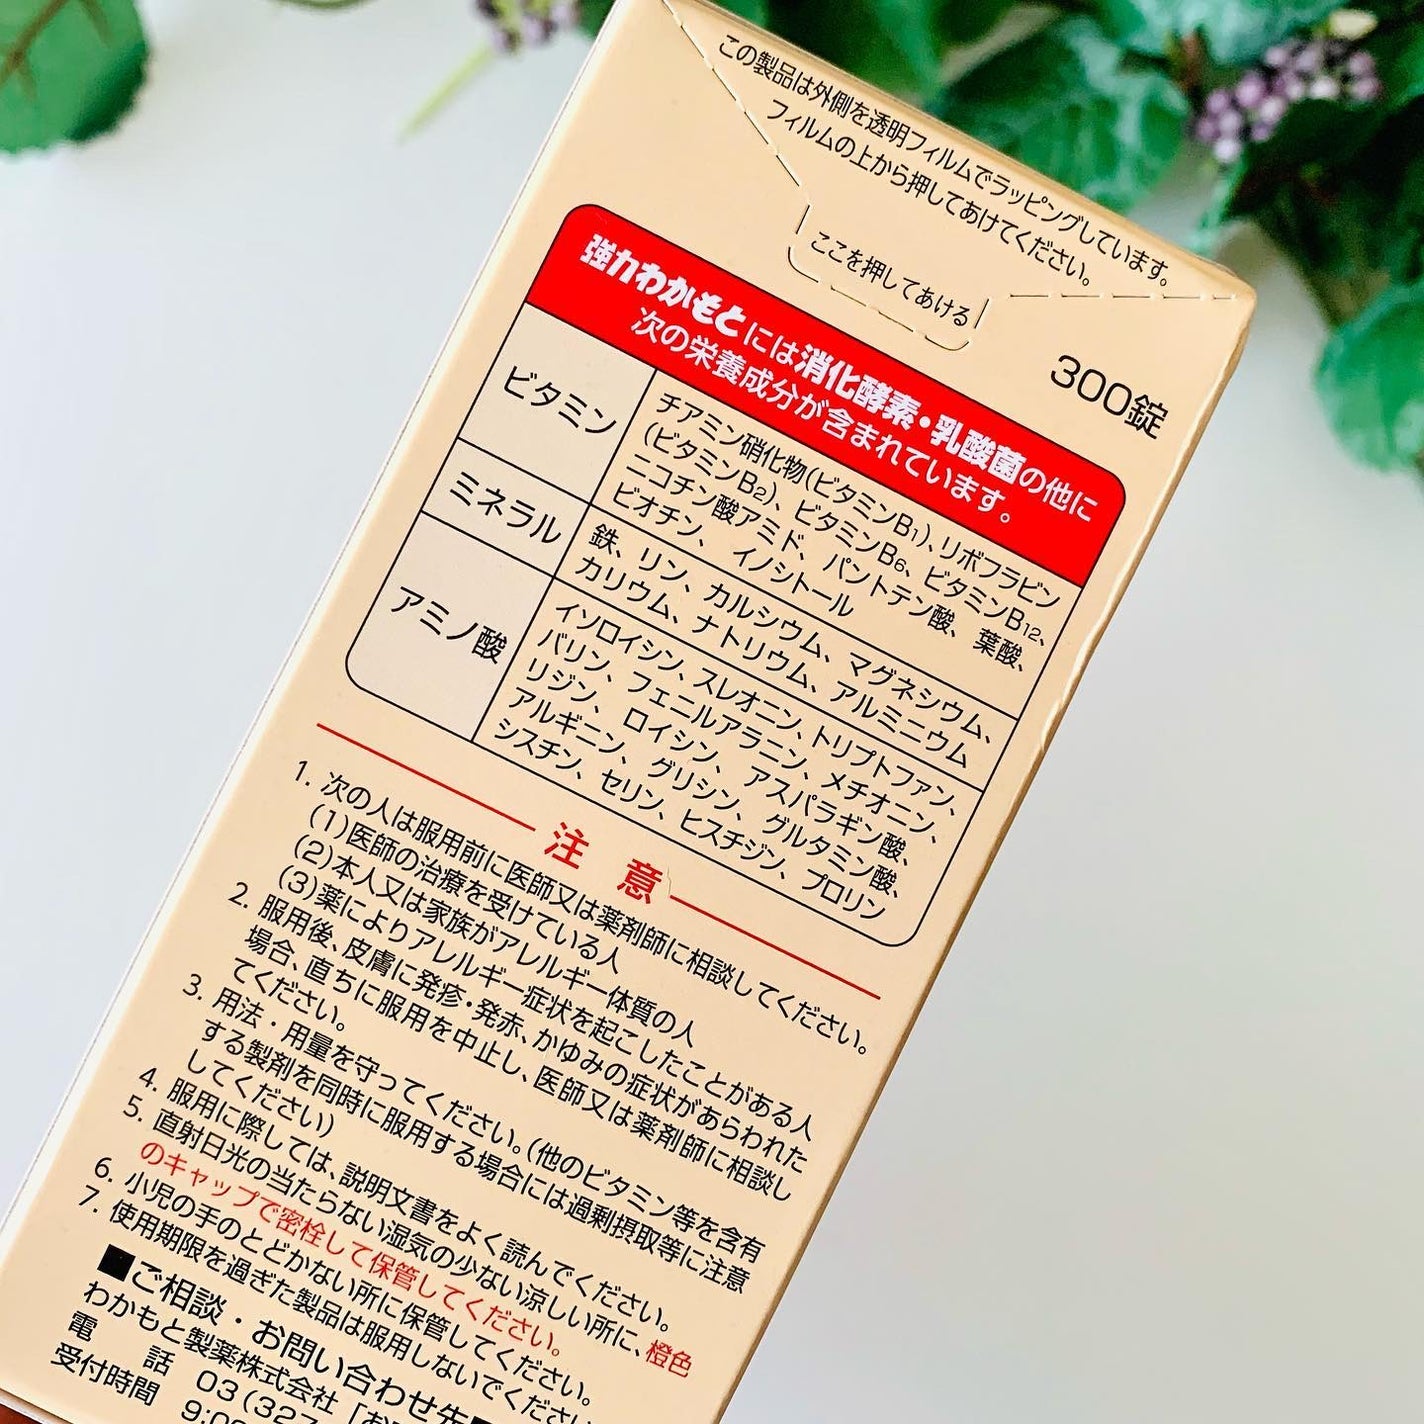 この製品は外側を透明フィルムでラッピングしています。
フィルムの上から押してあけてください。
ここを押してあける
300錠
強力わかもとには消化酵素・乳酸菌の他に
次の栄養成分が含まれています。
ビタミン
チアミン硝化物(ビタミンB1)、リボフラビン
(ビタミンB2)、ビタミンB6、ビタミンB12、
ニコチン酸アミド、パントテン酸、葉酸、
ビオチン、イノシトール
ミネラル
鉄、リン、カルシウム、マグネシウム、
カリウム、ナトリウム、アルミニウム
アミノ酸
イソロイシン、スレオニン、トリプトファン、
バリン、フェニルアラニン、メチオニン、
リジン、ロイシン、アスパラギン酸、
アルギニン、グリシン、グルタミン酸、
シスチン、セリン、ヒスチジン、プロリン
注意
1. 次の人は服用前に医師又は薬剤師に相談してください。
(1)医師の治療を受けている人
(2)本人又は家族がアレルギー体質の人
(3)薬によりアレルギー症状を起こしたことがある人
2. 服用後、皮膚に発疹・発赤、かゆみの症状があらわれた
場合、直ちに服用を中止し、医師又は薬剤師に相談し
てください。
3. 用法・用量を守ってください。(他のビタミン等を含有
する製剤を同時に服用する場合には過剰摂取等に注意
してください)
4. 服用に際しては、説明文書をよく読んでください。
5. 直射日光の当たらない湿気の少ない涼しい所に、橙色
のキャップで密栓して保管してください。
6. 小児の手のとどかない所に保管してください。
7. 使用期限を過ぎた製品は服用しないでくださ
■ご相談・お問い合わせ先■
わかもと製薬株式会社「お
電話 03(327
受付時間 9:0